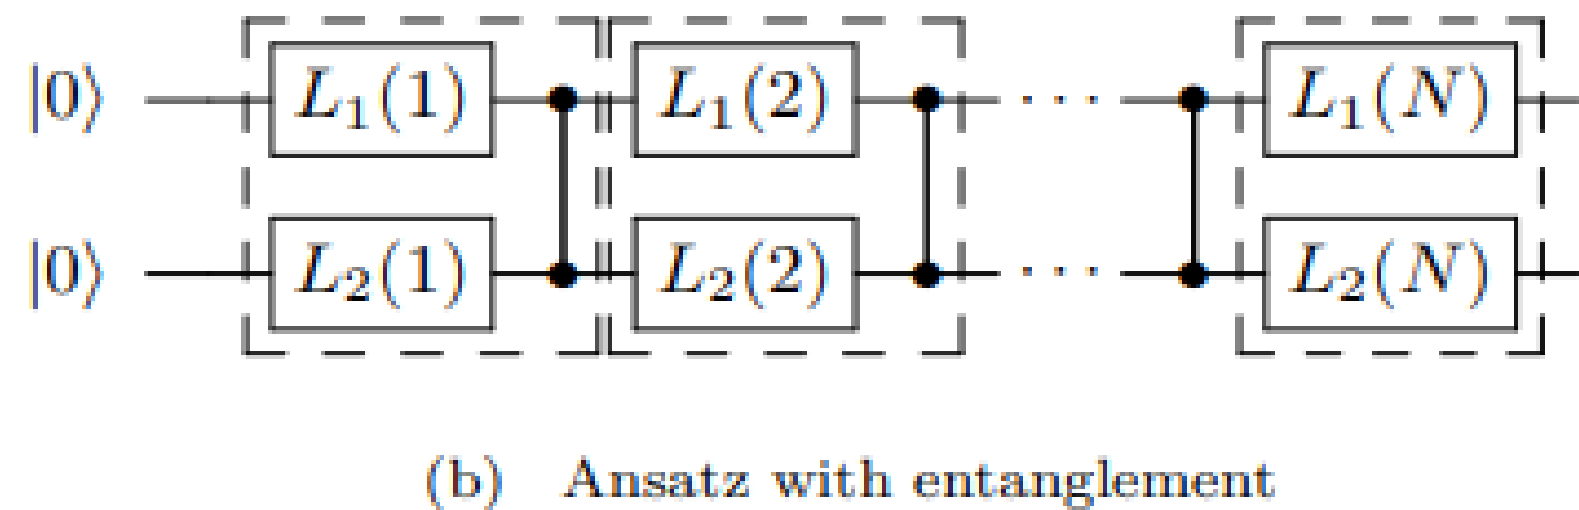 |0⟩ L₁(1) L₁(2) ··· L₁(N)
|0⟩ L₂(1) L₂(2) ··· L₂(N)
(b) Ansatz with entanglement